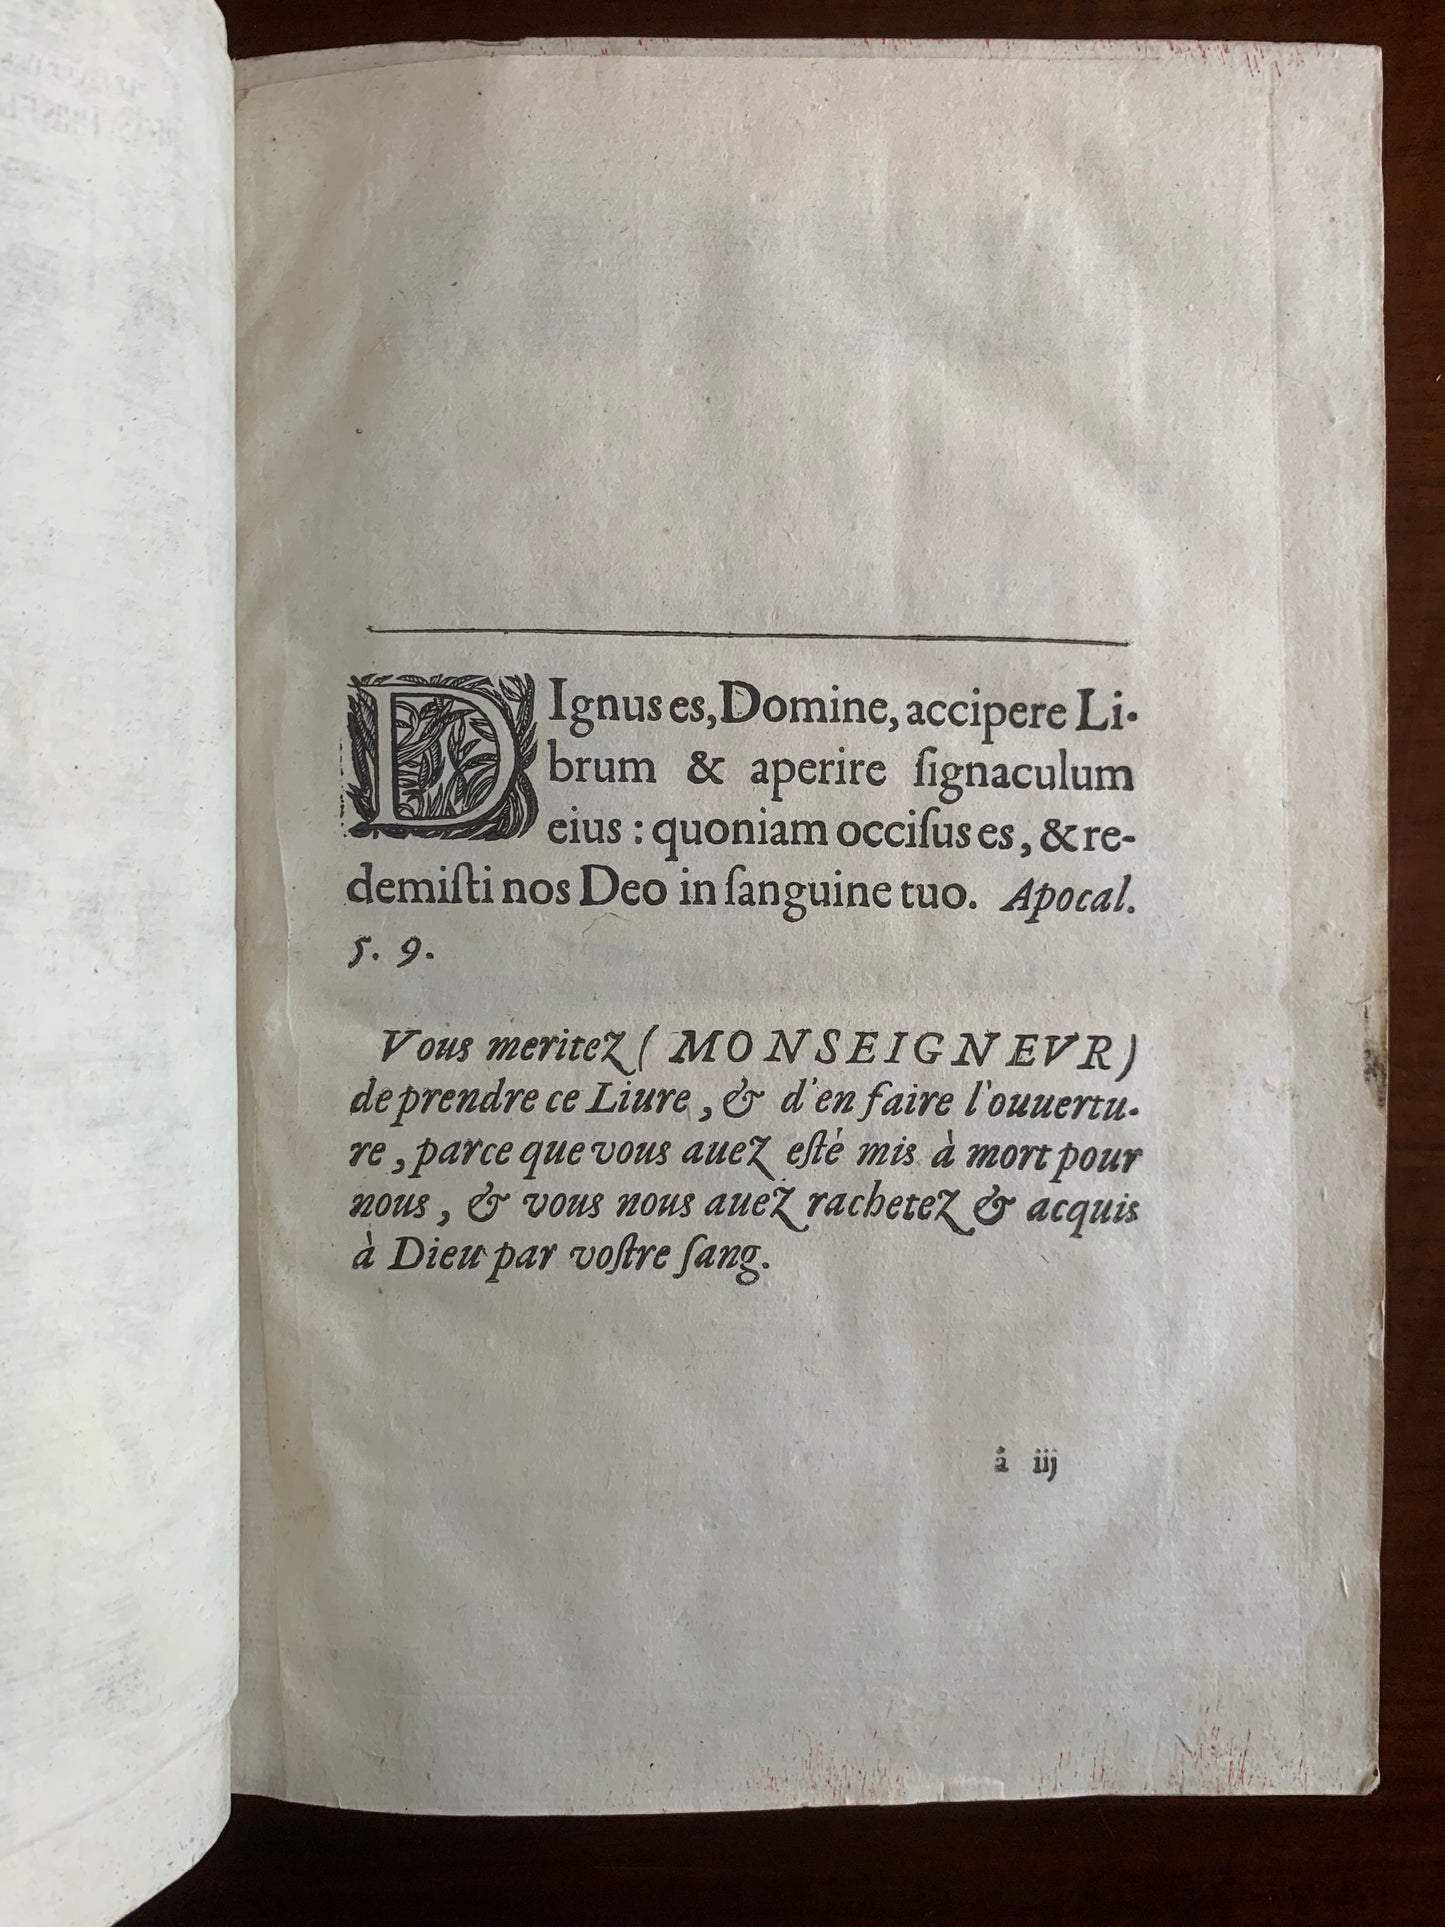 DIgnus es, Domine, accipere Li-
brum & aperire ſignaculum
eius : quoniam occiſus es, & re-
demiſti nos Deo in ſanguine tuo. Apocal.
5. 9.
Vous meritez ( MONSEIGNEVR )
de prendre ce Liure, & d'en faire l'ouuertu-
re, parce que vous auez eſté mis à mort pour
nous, & vous nous auez rachetez & acquis
à Dieu par voſtre ſang.
á iij